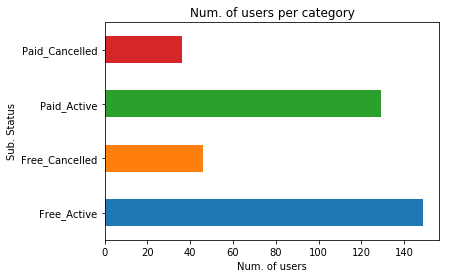 Num. of users per category
Sub. Status
Paid_Cancelled
Paid_Active
Free_Cancelled
Free_Active
0 20 40 60 80 100 120 140
Num. of users